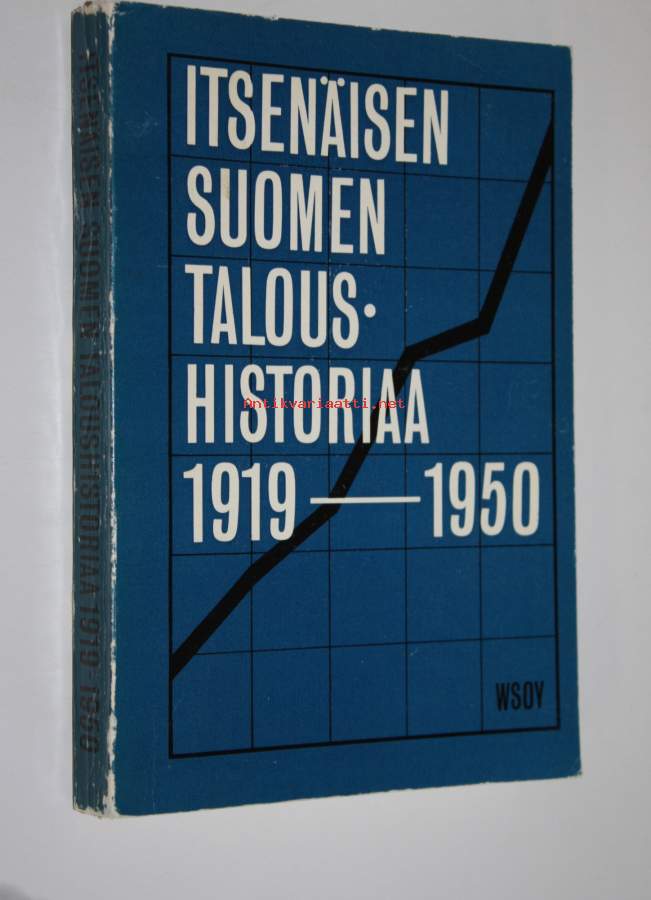 ITSENÄISEN
SUOMEN
TALOUS-
HISTORIAA
1919 — 1950
WSOY
ITSENÄISEN SUOMEN TALOUSHISTORIAA 1919-1950
Antikvariaatti.net